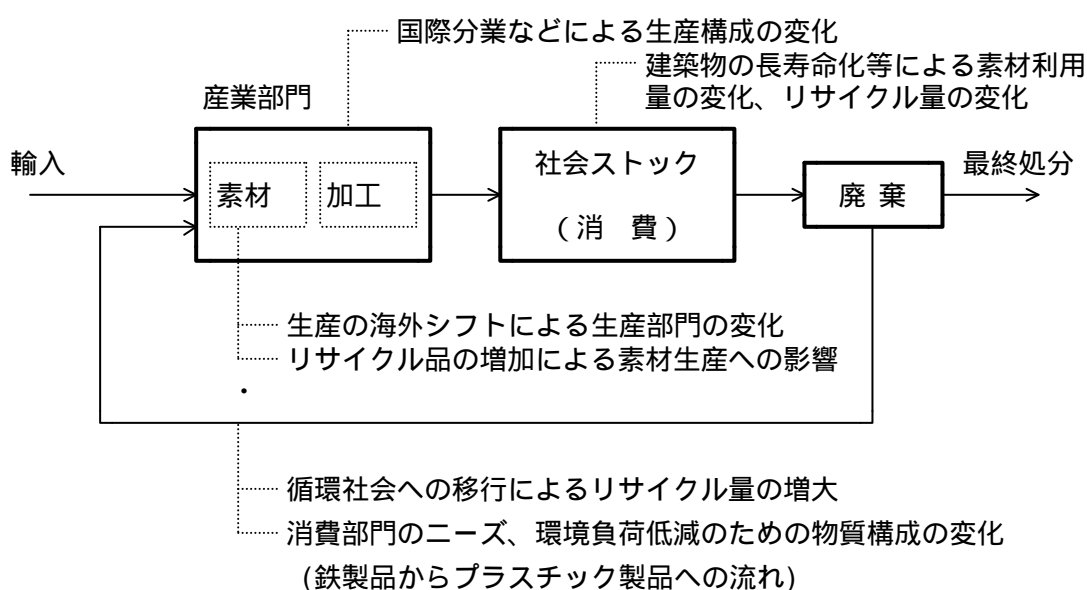 国際分業などによる生産構成の変化
建築物の長寿命化等による素材利用
量の変化、リサイクル量の変化
産業部門
輸入
素材
加工
社会ストック
(消 費)
廃 棄
最終処分
生産の海外シフトによる生産部門の変化
リサイクル品の増加による素材生産への影響
・
循環社会への移行によるリサイクル量の増大
消費部門のニーズ、環境負荷低減のための物質構成の変化
(鉄製品からプラスチック製品への流れ)